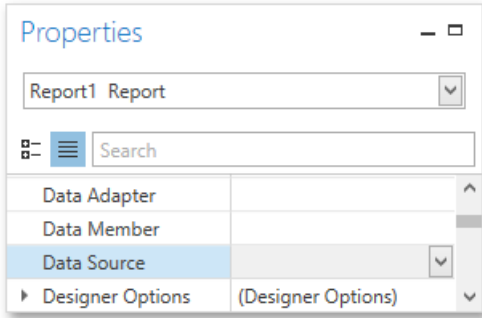 Properties
Report1 Report
Search
Data Adapter
Data Member
Data Source
Designer Options (Designer Options)